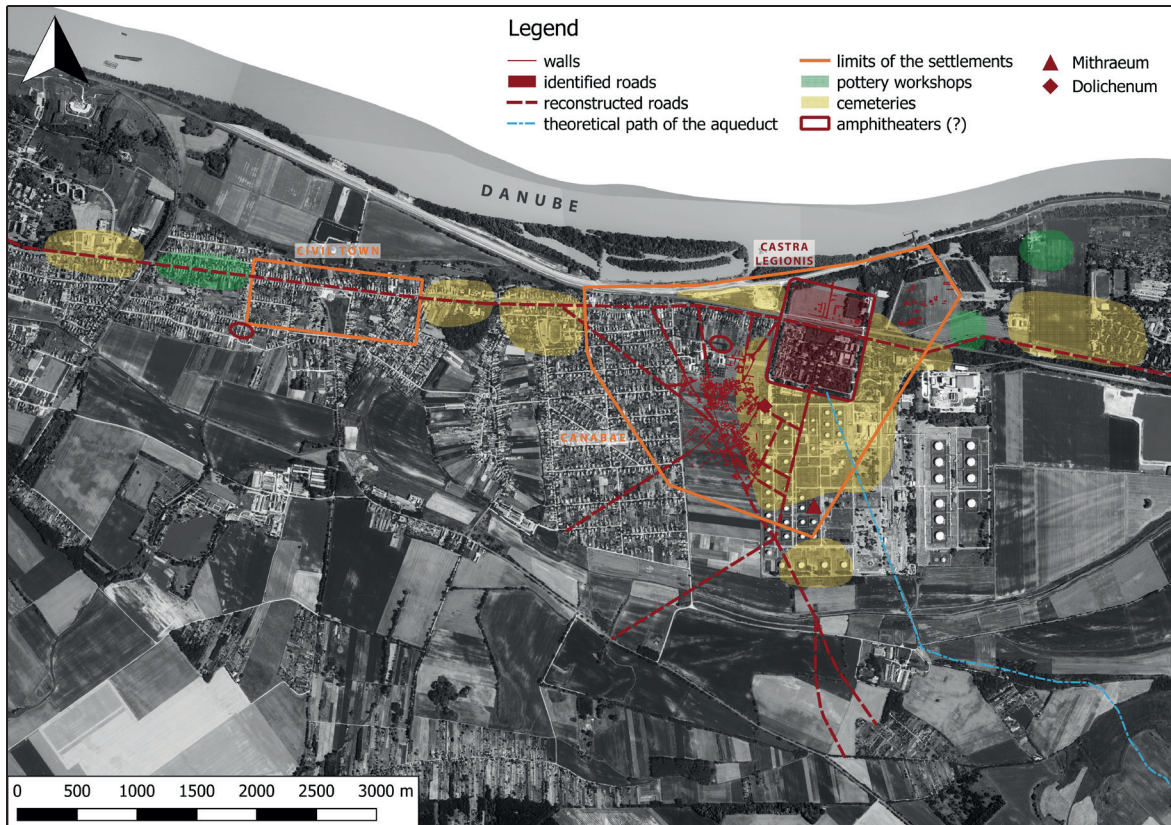 Legend
walls
identified roads
reconstructed roads
theoretical path of the aqueduct
limits of the settlements
pottery workshops
cemeteries
amphitheaters (?)
Mithraeum
Dolichenum
DANUBE
CIVIL TOWN
CASTRA
LEGIONIS
CANABAE
0 500 1000 1500 2000 2500 3000 m